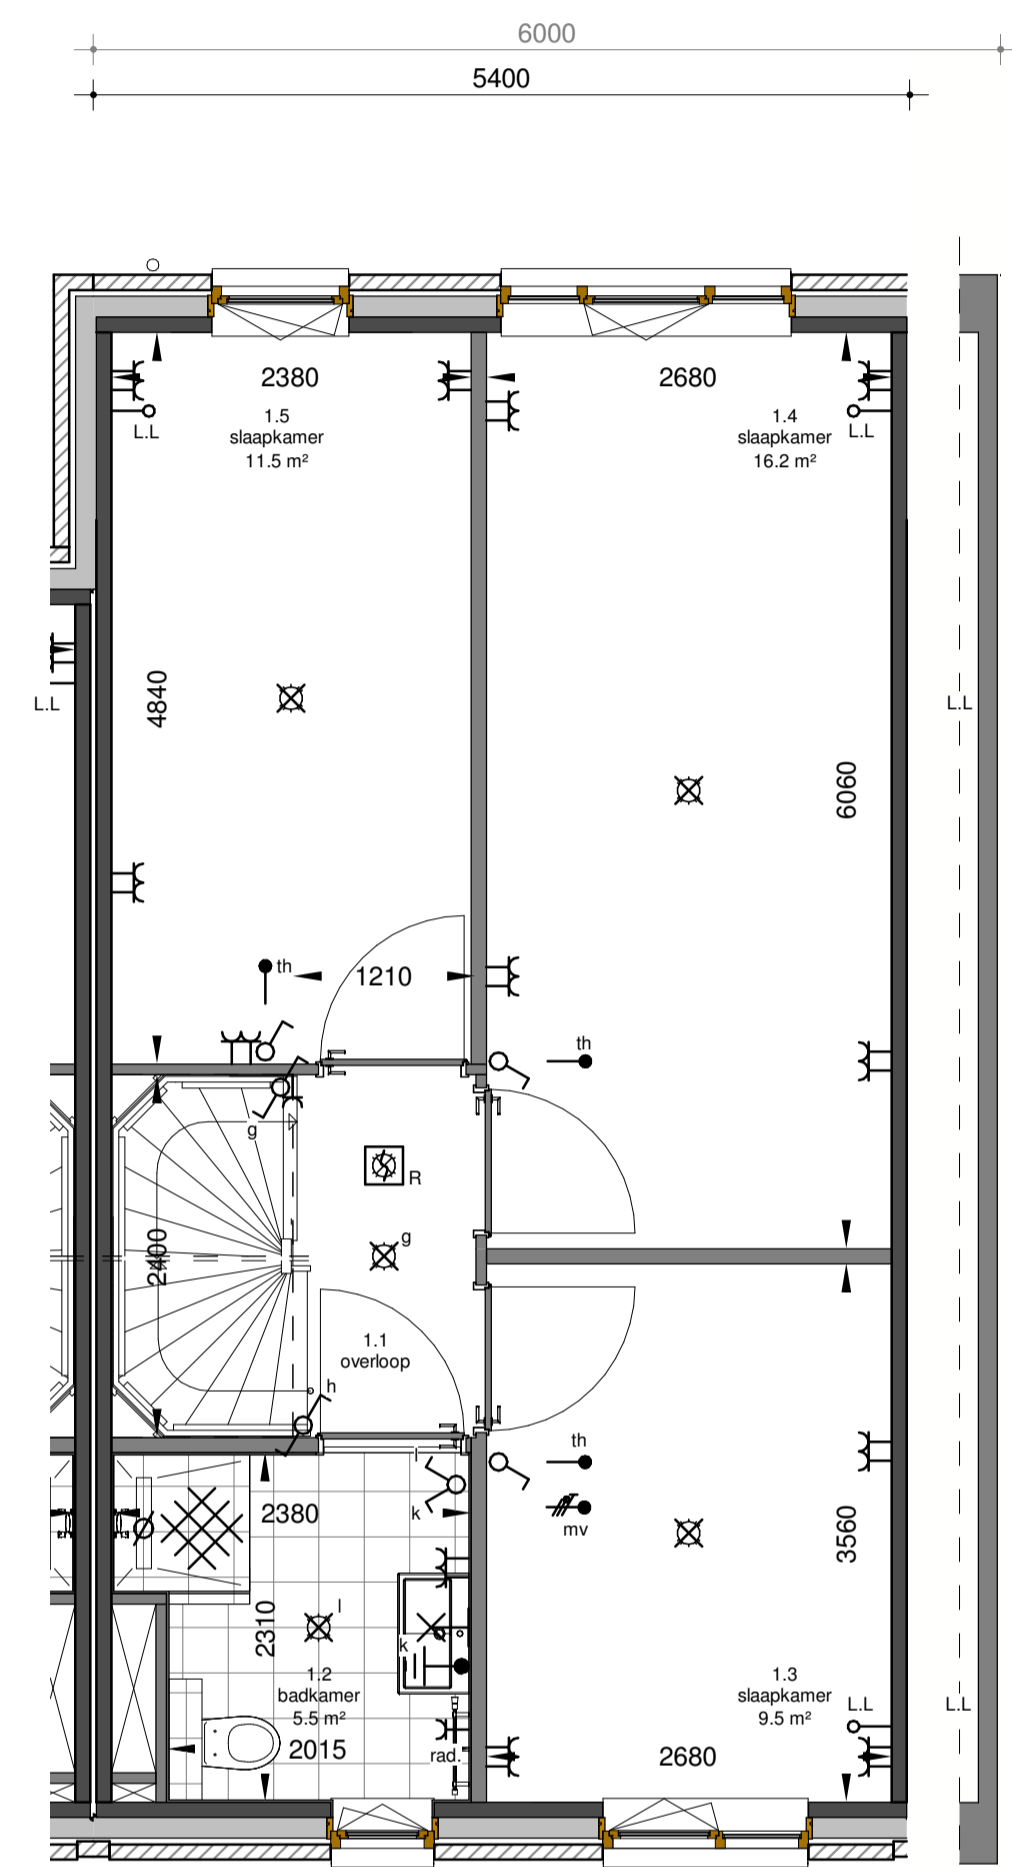 6000
5400
2380
2680
1.5
slaapkamer
11.5 m²
1.4
slaapkamer
16.2 m²
L.L
L.L
4840
L.L
L.L
6060
th
1210
th
g
R
g
2400
1.1
overloop
h
l
th
2380
k
mv
3560
2310
l
k
1.2
badkamer
5.5 m²
1.3
slaapkamer
9.5 m²
L.L
L.L
2015
rad.
2680